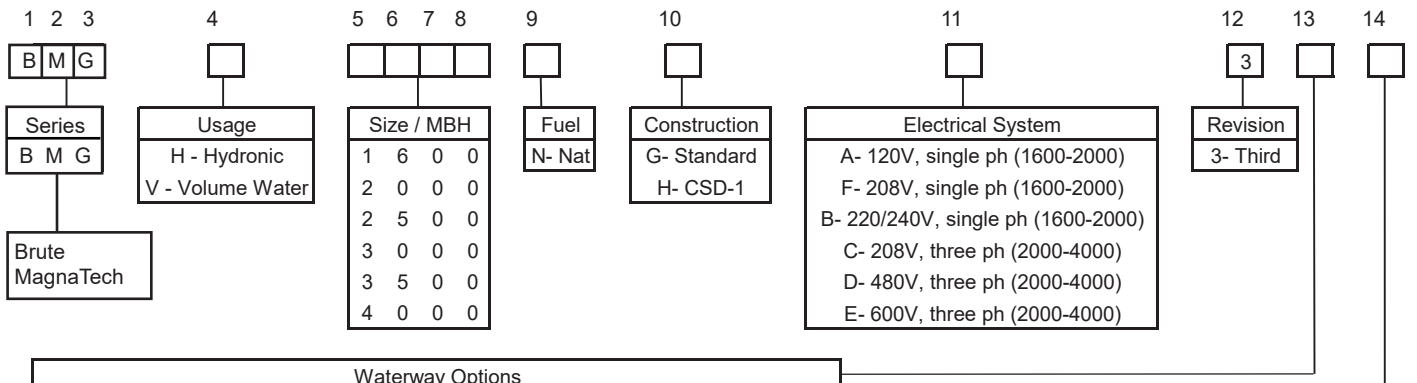 1 2 3 4 5 6 7 8 9 10 11 12 13 14
B M G 3
Series Usage Size / MBH Fuel Construction Electrical System Revision
B M G H - Hydronic 1 6 0 0 N- Nat G- Standard A- 120V, single ph (1600-2000) 3- Third
V - Volume Water 2 0 0 0 H- CSD-1 F- 208V, single ph (1600-2000)
2 5 0 0 B- 220/240V, single ph (1600-2000)
Brute 3 0 0 0 C- 208V, three ph (2000-4000)
MagnaTech 3 5 0 0 D- 480V, three ph (2000-4000)
4 0 0 0 E- 600V, three ph (2000-4000)
Waterway Options